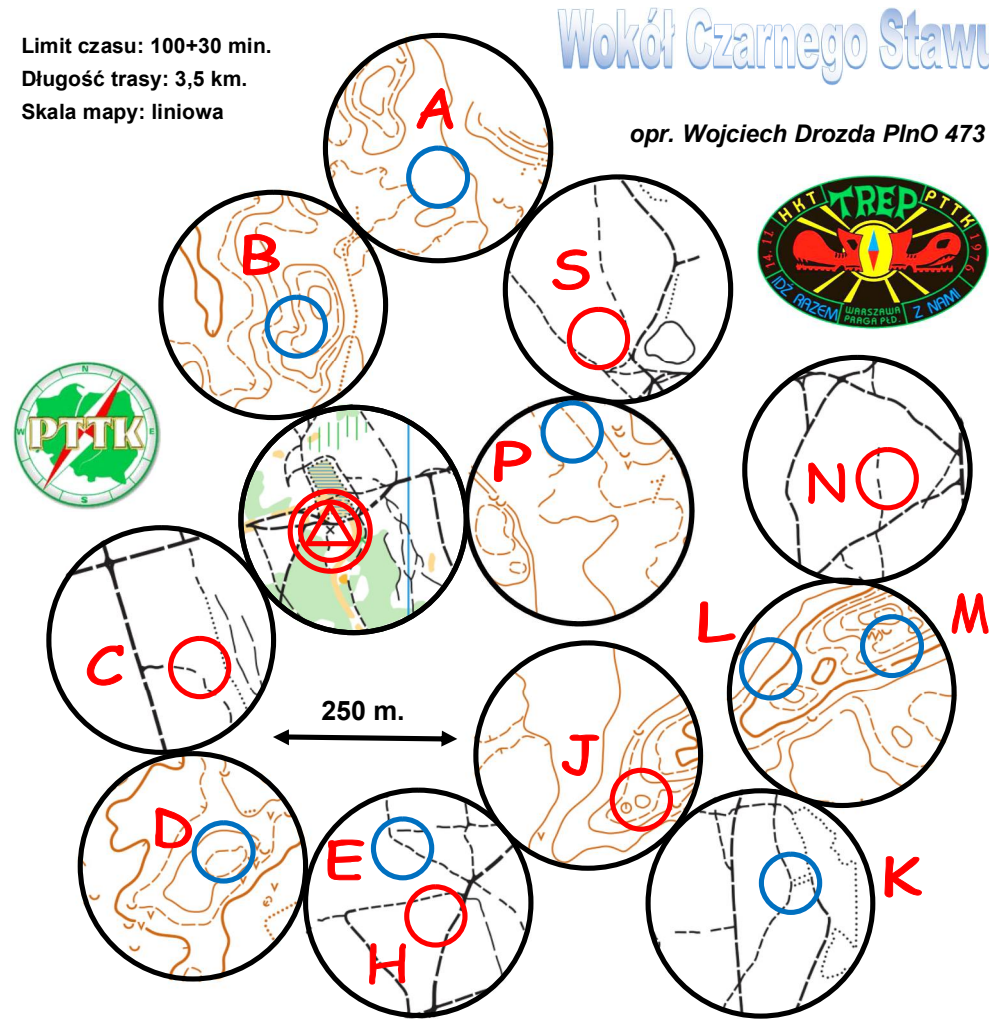 Wokół Czarnego Stawu
Limit czasu: 100+30 min.
Długość trasy: 3,5 km.
Skala mapy: liniowa
opr. Wojciech Drozda PInO 473
A
B
S
HKT TREP PTTK
14.11 1976
IDŹ RAZEM Z NAMI
WARSZAWA
PRAGA PŁD.
N
W PTTK E
S
P
N
L
M
C
250 m.
J
D
E
K
H